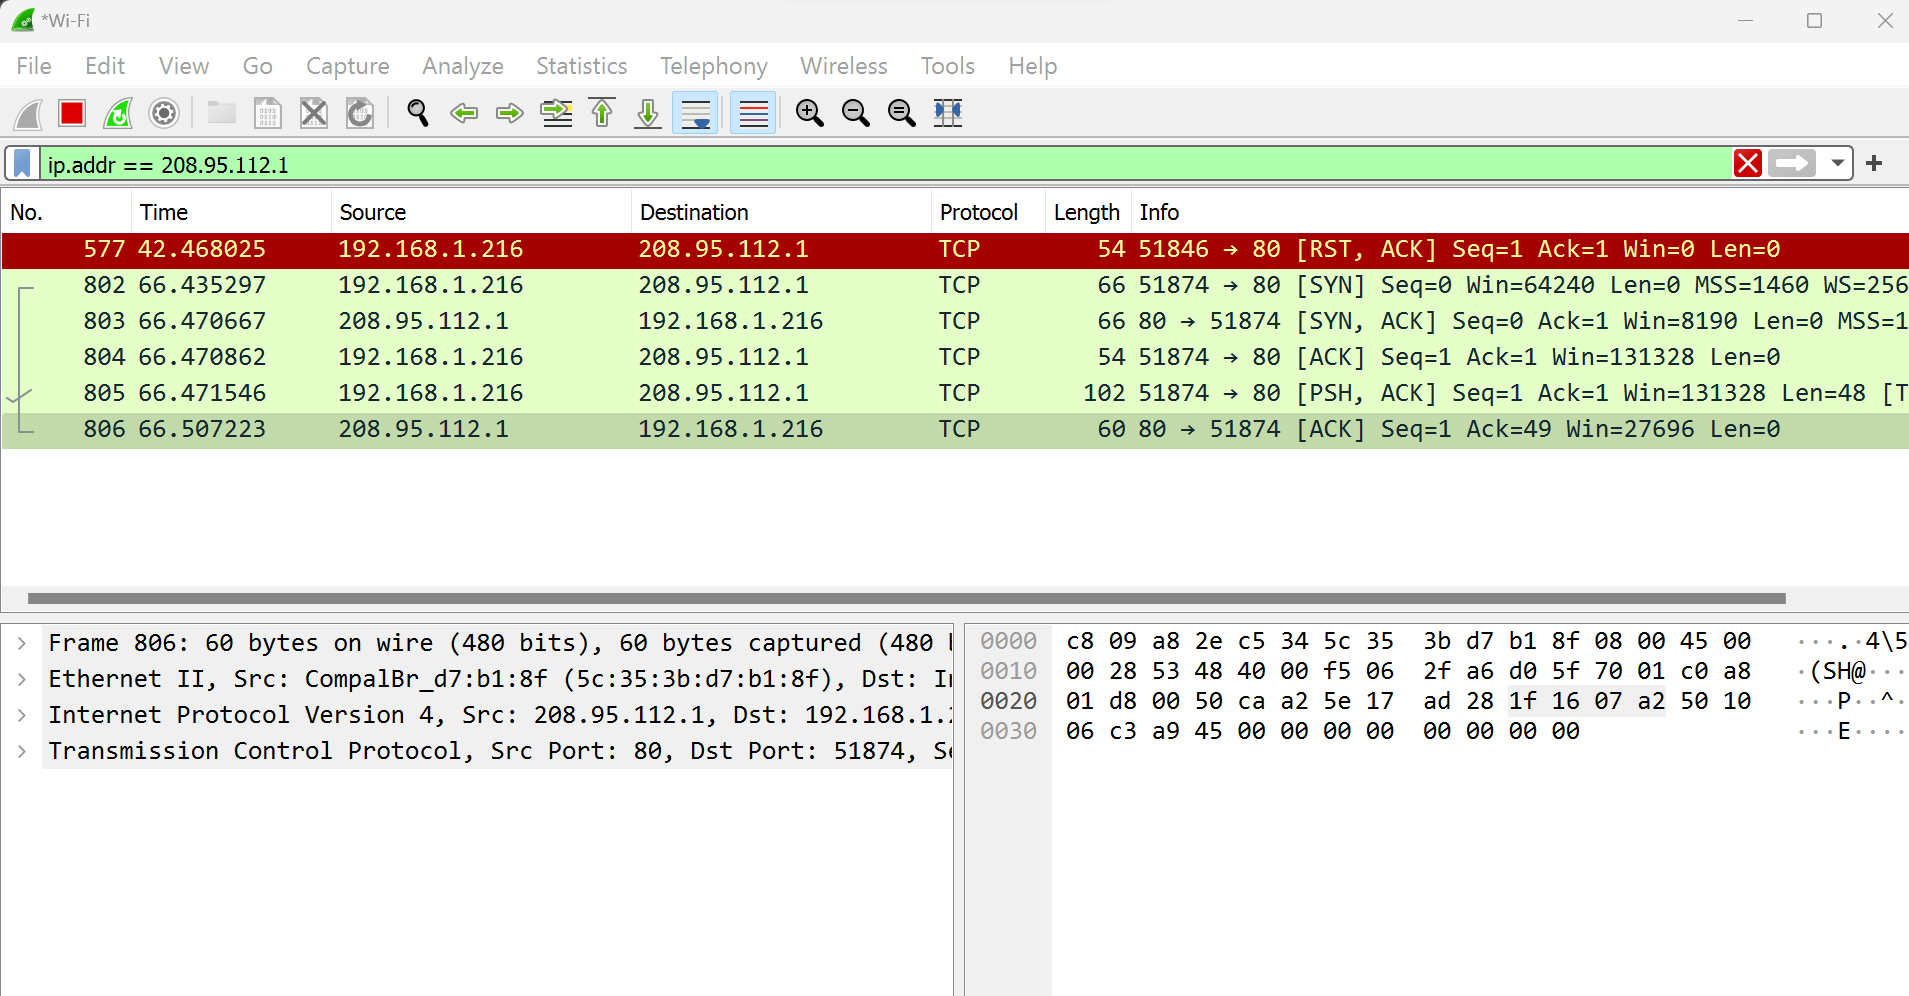 *Wi-Fi
File Edit View Go Capture Analyze Statistics Telephony Wireless Tools Help
ip.addr == 208.95.112.1
No. Time Source Destination Protocol Length Info
577 42.468025 192.168.1.216 208.95.112.1 TCP 54 51846 → 80 [RST, ACK] Seq=1 Ack=1 Win=0 Len=0
802 66.435297 192.168.1.216 208.95.112.1 TCP 66 51874 → 80 [SYN] Seq=0 Win=64240 Len=0 MSS=1460 WS=256
803 66.470667 208.95.112.1 192.168.1.216 TCP 66 80 → 51874 [SYN, ACK] Seq=0 Ack=1 Win=8190 Len=0 MSS=1
804 66.470862 192.168.1.216 208.95.112.1 TCP 54 51874 → 80 [ACK] Seq=1 Ack=1 Win=131328 Len=0
805 66.471546 192.168.1.216 208.95.112.1 TCP 102 51874 → 80 [PSH, ACK] Seq=1 Ack=1 Win=131328 Len=48 [T
806 66.507223 208.95.112.1 192.168.1.216 TCP 60 80 → 51874 [ACK] Seq=1 Ack=49 Win=27696 Len=0
Frame 806: 60 bytes on wire (480 bits), 60 bytes captured (480
Ethernet II, Src: CompalBr_d7:b1:8f (5c:35:3b:d7:b1:8f), Dst:
Internet Protocol Version 4, Src: 208.95.112.1, Dst: 192.168.1.
Transmission Control Protocol, Src Port: 80, Dst Port: 51874,
0000 c8 09 a8 2e c5 34 5c 35 3b d7 b1 8f 08 00 45 00 ····.·4\5
0010 00 28 53 48 40 00 f5 06 2f a6 d0 5f 70 01 c0 a8 ·(SH@···
0020 01 d8 00 50 ca a2 5e 17 ad 28 1f 16 07 a2 50 10 ···P··^·
0030 06 c3 a9 45 00 00 00 00 00 00 00 00 ···E····